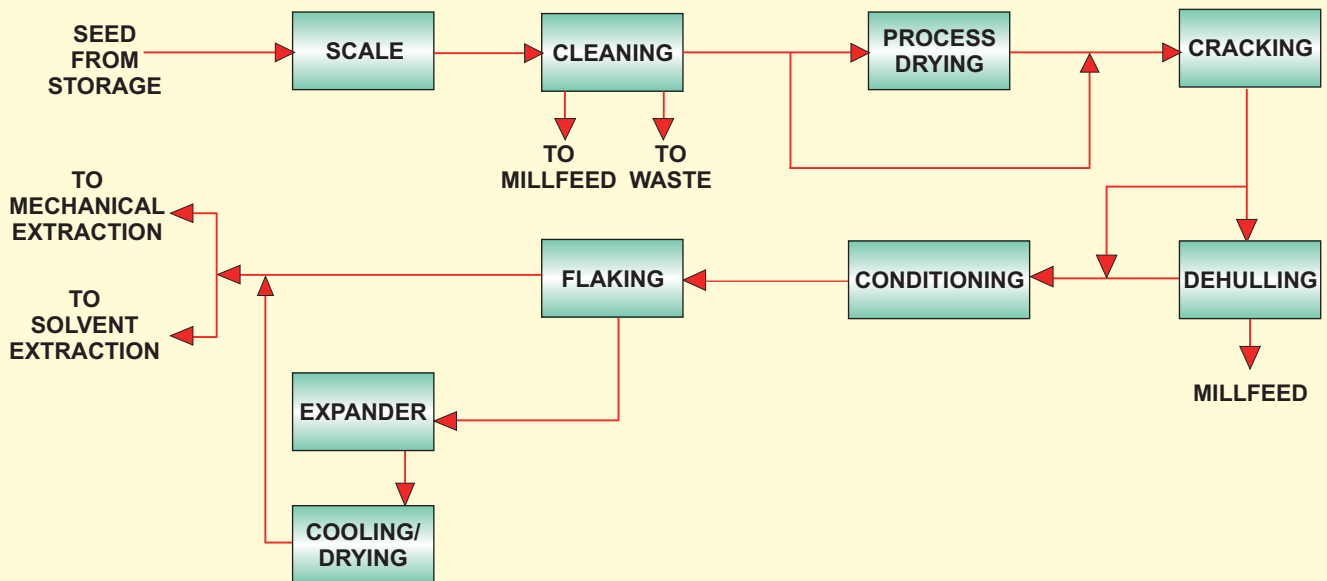 SEED
FROM
STORAGE
SCALE
CLEANING
PROCESS
DRYING
CRACKING
TO
MILLFEED
TO
WASTE
TO
MECHANICAL
EXTRACTION
FLAKING
CONDITIONING
DEHULLING
TO
SOLVENT
EXTRACTION
MILLFEED
EXPANDER
COOLING/
DRYING